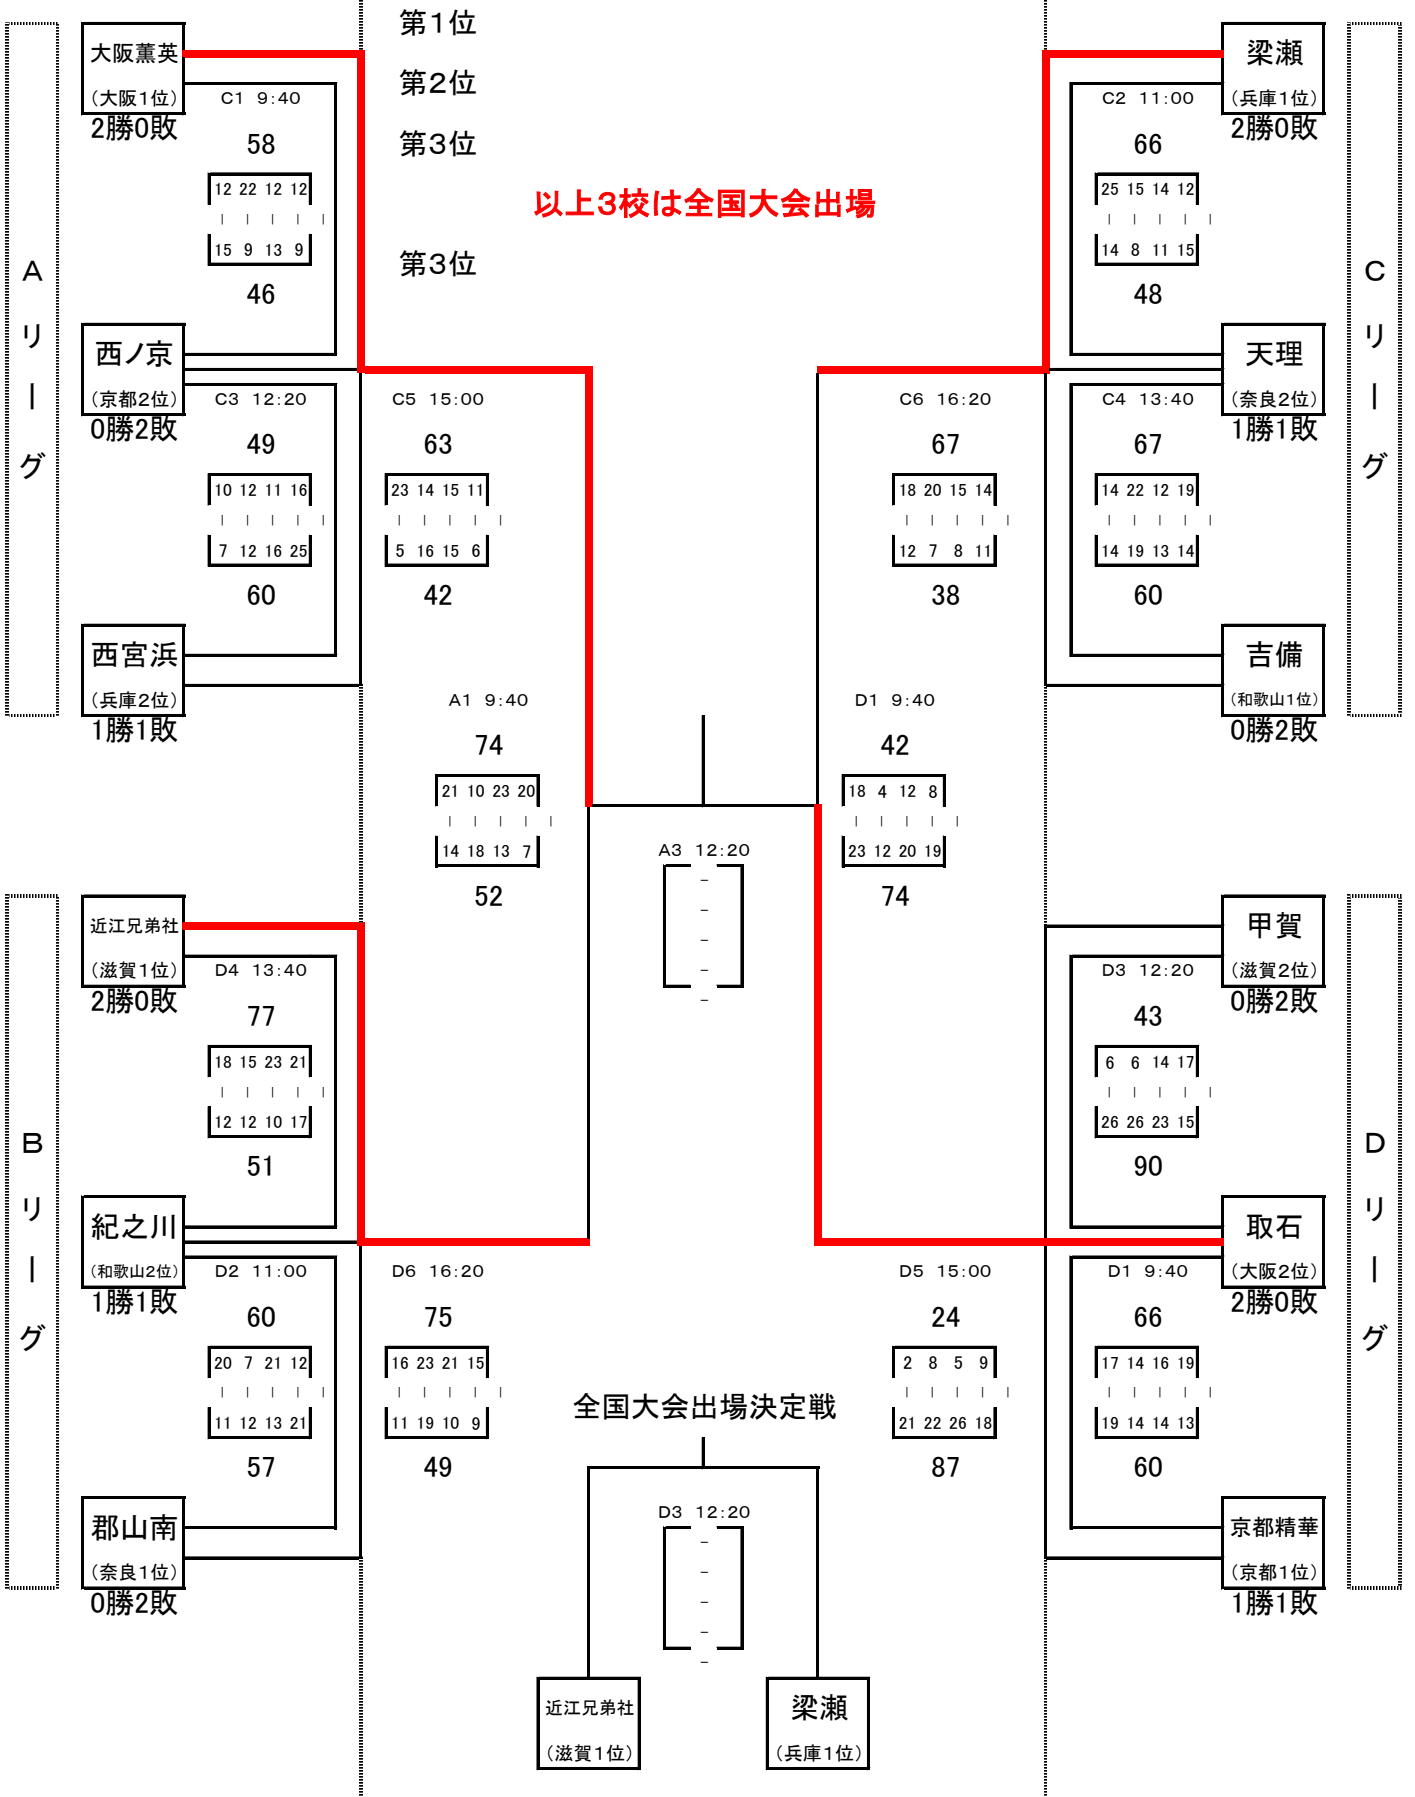 第1位
第2位
第3位
以上3校は全国大会出場
第3位
Aリーグ
大阪薫英
(大阪1位)
2勝0敗
C1 9:40
58
12 22 12 12
| | | | |
15 9 13 9
46
西ノ京
(京都2位)
0勝2敗
C3 12:20
49
10 12 11 16
| | | | |
7 12 16 25
60
西宮浜
(兵庫2位)
1勝1敗
C5 15:00
63
23 14 15 11
| | | | |
5 16 15 6
42
A1 9:40
74
21 10 23 20
| | | | |
14 18 13 7
52
Bリーグ
近江兄弟社
(滋賀1位)
2勝0敗
D4 13:40
77
18 15 23 21
| | | | |
12 12 10 17
51
紀之川
(和歌山2位)
1勝1敗
D2 11:00
60
20 7 21 12
| | | | |
11 12 13 21
57
郡山南
(奈良1位)
0勝2敗
D6 16:20
75
16 23 21 15
| | | | |
11 19 10 9
49
A3 12:20
-
-
-
-
-
Cリーグ
梁瀬
(兵庫1位)
2勝0敗
C2 11:00
66
25 15 14 12
| | | | |
14 8 11 15
48
天理
(奈良2位)
1勝1敗
C4 13:40
67
14 22 12 19
| | | | |
14 19 13 14
60
吉備
(和歌山1位)
0勝2敗
C6 16:20
67
18 20 15 14
| | | | |
12 7 8 11
38
D1 9:40
42
18 4 12 8
| | | | |
23 12 20 19
74
Dリーグ
甲賀
(滋賀2位)
0勝2敗
D3 12:20
43
6 6 14 17
| | | | |
26 26 23 15
90
取石
(大阪2位)
2勝0敗
D1 9:40
66
17 14 16 19
| | | | |
19 14 14 13
60
京都精華
(京都1位)
1勝1敗
D5 15:00
24
2 8 5 9
| | | | |
21 22 26 18
87
全国大会出場決定戦
D3 12:20
-
-
-
-
-
近江兄弟社
(滋賀1位)
梁瀬
(兵庫1位)